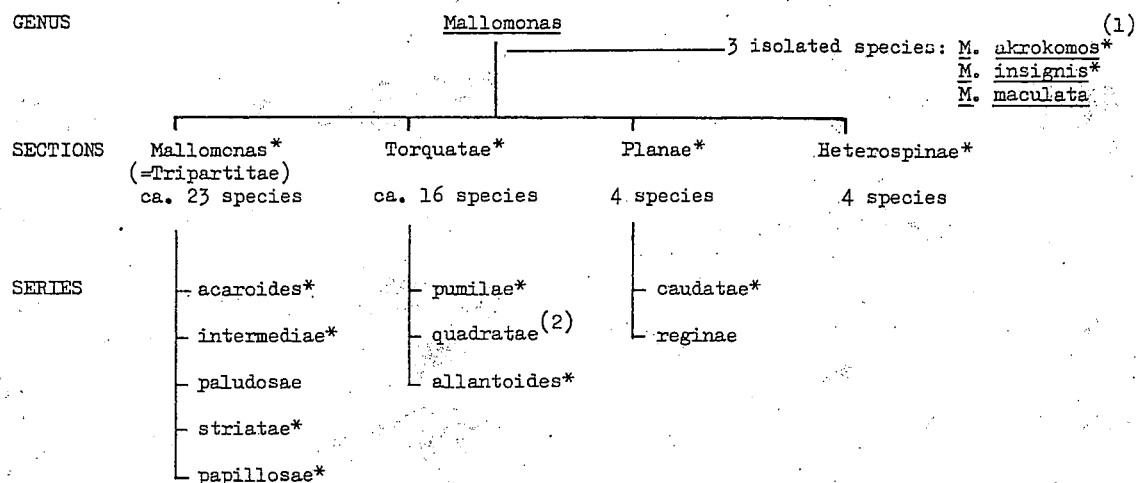 (1)
GENUS Mallomonas
3 isolated species: M. akrokomos*
M. insignis*
M. maculata
SECTIONS Mallomonas* Torquatae* Planae* Heterospinae*
(=Tripartitae)
ca. 23 species ca. 16 species 4 species 4 species
SERIES acaroides* pumilae* caudatae*
intermediae* quadratae(2) reginae
paludosae allantoides*
striatae*
papillosae*